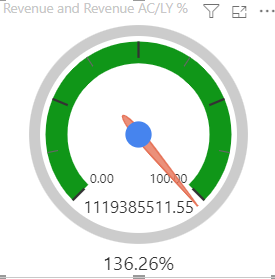 Revenue and Revenue AC/LY %
0.00 100.00
1119385511.55
136.26%